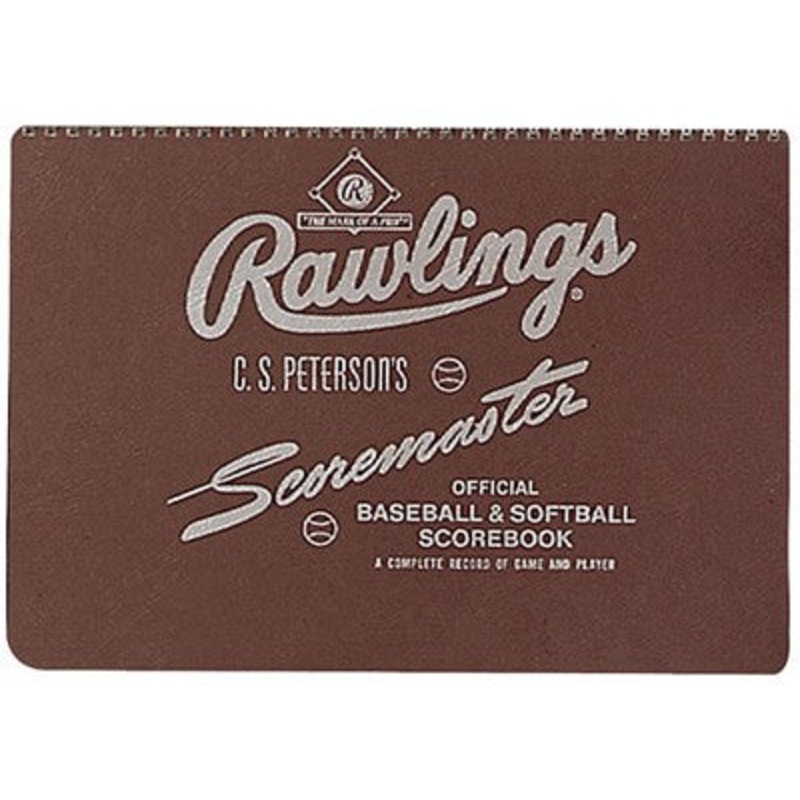 R
"THE MARK OF A PRO"®
Rawlings®
C. S. PETERSON'S
Scoremaster
OFFICIAL
BASEBALL & SOFTBALL
SCOREBOOK
A COMPLETE RECORD OF GAME AND PLAYER